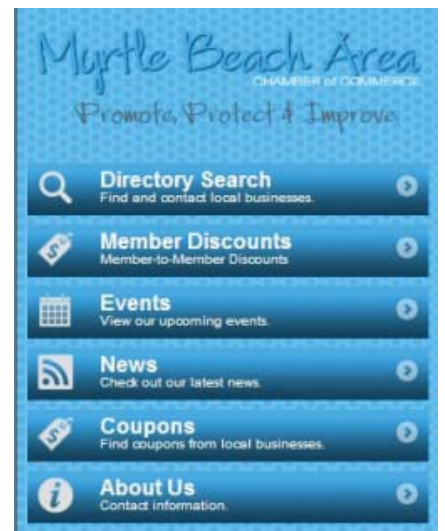 Myrtle Beach Area
CHAMBER of COMMERCE
Promote, Protect & Improve
Directory Search
Find and contact local businesses.
Member Discounts
Member-to-Member Discounts
Events
View our upcoming events.
News
Check out our latest news.
Coupons
Find coupons from local businesses.
About Us
Contact information.